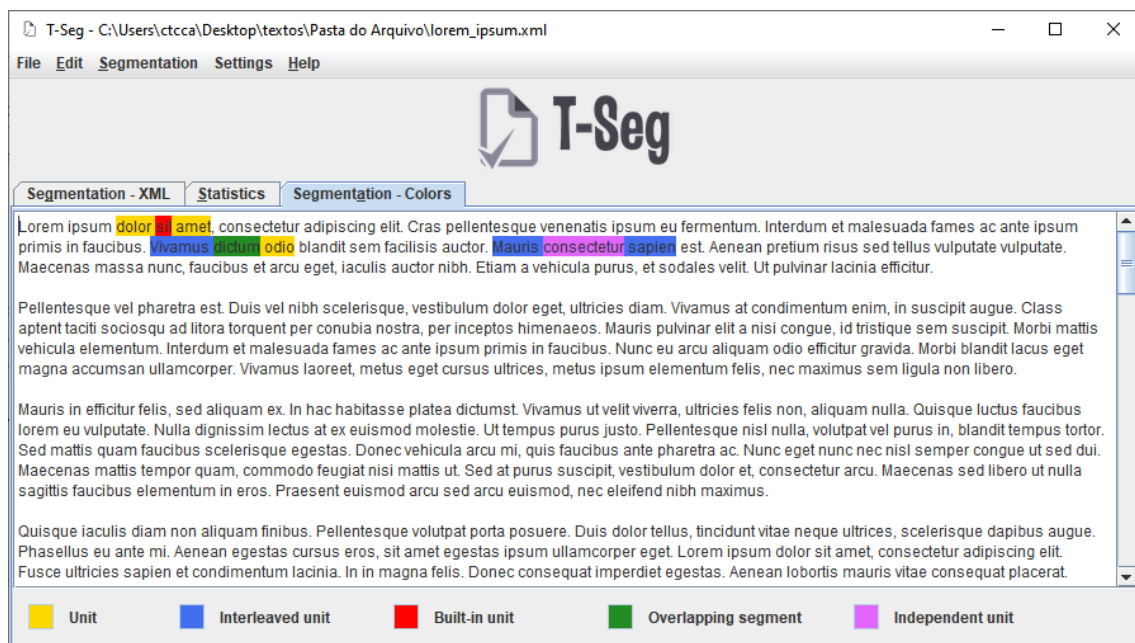 T-Seg - C:\Users\ctcca\Desktop\textos\Pasta do Arquivo\lorem_ipsum.xml
File Edit Segmentation Settings Help
T-Seg
Segmentation - XML Statistics Segmentation - Colors
Lorem ipsum dolor sit amet, consectetur adipiscing elit. Cras pellentesque venenatis ipsum eu fermentum. Interdum et malesuada fames ac ante ipsum
primis in faucibus. Vivamus dictum odio blandit sem facilisis auctor. Mauris consectetur sapien est. Aenean pretium risus sed tellus vulputate vulputate.
Maecenas massa nunc, faucibus et arcu eget, iaculis auctor nibh. Etiam a vehicula purus, et sodales velit. Ut pulvinar lacinia efficitur.
Pellentesque vel pharetra est. Duis vel nibh scelerisque, vestibulum dolor eget, ultricies diam. Vivamus at condimentum enim, in suscipit augue. Class
aptent taciti sociosqu ad litora torquent per conubia nostra, per inceptos himenaeos. Mauris pulvinar elit a nisi congue, id tristique sem suscipit. Morbi mattis
vehicula elementum. Interdum et malesuada fames ac ante ipsum primis in faucibus. Nunc eu arcu aliquam odio efficitur gravida. Morbi blandit lacus eget
magna accumsan ullamcorper. Vivamus laoreet, metus eget cursus ultrices, metus ipsum elementum felis, nec maximus sem ligula non libero.
Mauris in efficitur felis, sed aliquam ex. In hac habitasse platea dictumst. Vivamus ut velit viverra, ultricies felis non, aliquam nulla. Quisque luctus faucibus
lorem eu vulputate. Nulla dignissim lectus at ex euismod molestie. Ut tempus purus justo. Pellentesque nisl nulla, volutpat vel purus in, blandit tempus tortor.
Sed mattis quam faucibus scelerisque egestas. Donec vehicula arcu mi, quis faucibus ante pharetra ac. Nunc eget nunc nec nisl semper congue ut sed dui.
Maecenas mattis tempor quam, commodo feugiat nisi mattis ut. Sed at purus suscipit, vestibulum dolor et, consectetur arcu. Maecenas sed libero ut nulla
sagittis faucibus elementum in eros. Praesent euismod arcu sed arcu euismod, nec eleifend nibh maximus.
Quisque iaculis diam non aliquam finibus. Pellentesque volutpat porta posuere. Duis dolor tellus, tincidunt vitae neque ultrices, scelerisque dapibus augue.
Phasellus eu ante mi. Aenean egestas cursus eros, sit amet egestas ipsum ullamcorper eget. Lorem ipsum dolor sit amet, consectetur adipiscing elit.
Fusce ultricies sapien et condimentum lacinia. In in magna felis. Donec consequat imperdiet egestas. Aenean lobortis mauris vitae consequat placerat.
Unit Interleaved unit Built-in unit Overlapping segment Independent unit